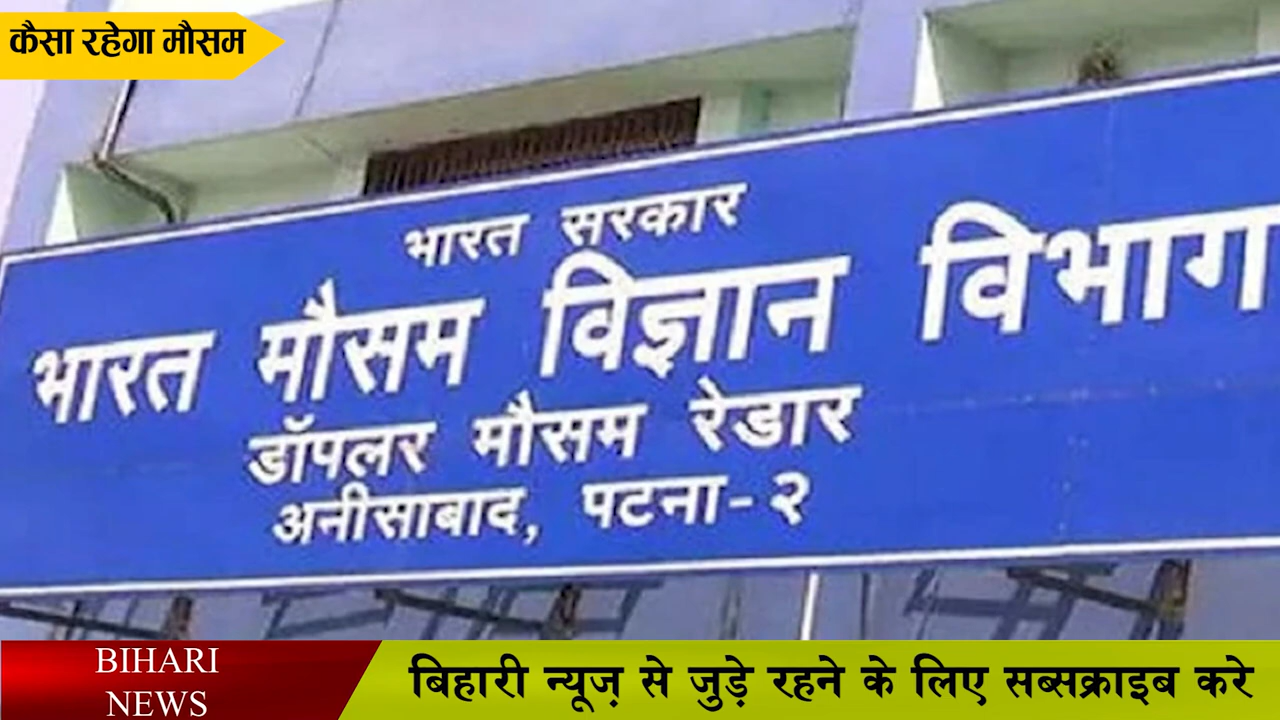 कैसा रहेगा मौसम
भारत सरकार
भारत मौसम विज्ञान विभाग
डॉपलर मौसम रेडार
अनीसाबाद, पटना-२
BIHARI
NEWS
बिहारी न्यूज़ से जुड़े रहने के लिए सब्सक्राइब करे